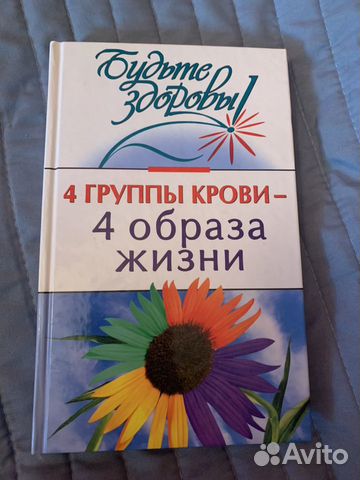 Будьте
здоровы!
4 ГРУППЫ КРОВИ –
4 образа
жизни
Avito